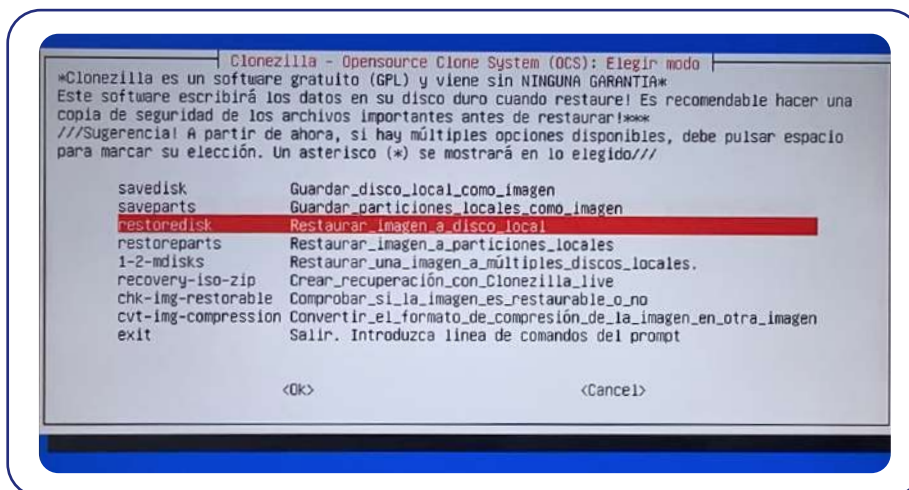 Clonezilla - Opensource Clone System (OCS): Elegir modo
*Clonezilla es un software gratuito (GPL) y viene sin NINGUNA GARANTIA*
Este software escribirá los datos en su disco duro cuando restaure! Es recomendable hacer una
copia de seguridad de los archivos importantes antes de restaurar!***
///Sugerencia! A partir de ahora, si hay múltiples opciones disponibles, debe pulsar espacio
para marcar su elección. Un asterisco (*) se mostrará en lo elegido///
savedisk Guardar_disco_local_como_imagen
saveparts Guardar_particiones_locales_como_imagen
restoredisk Restaurar_imagen_a_disco_local
restoreparts Restaurar_imagen_a_particiones_locales
1-2-mdisks Restaurar_una_imagen_a_múltiples_discos_locales.
recovery-iso-zip Crear_recuperación_con_Clonezilla_live
chk-img-restorable Comprobar_si_la_imagen_es_restaurable_o_no
cvt-img-compression Convertir_el_formato_de_compresión_de_la_imagen_en_otra_imagen
exit Salir. Introduzca línea de comandos del prompt
<Ok> <Cancel>